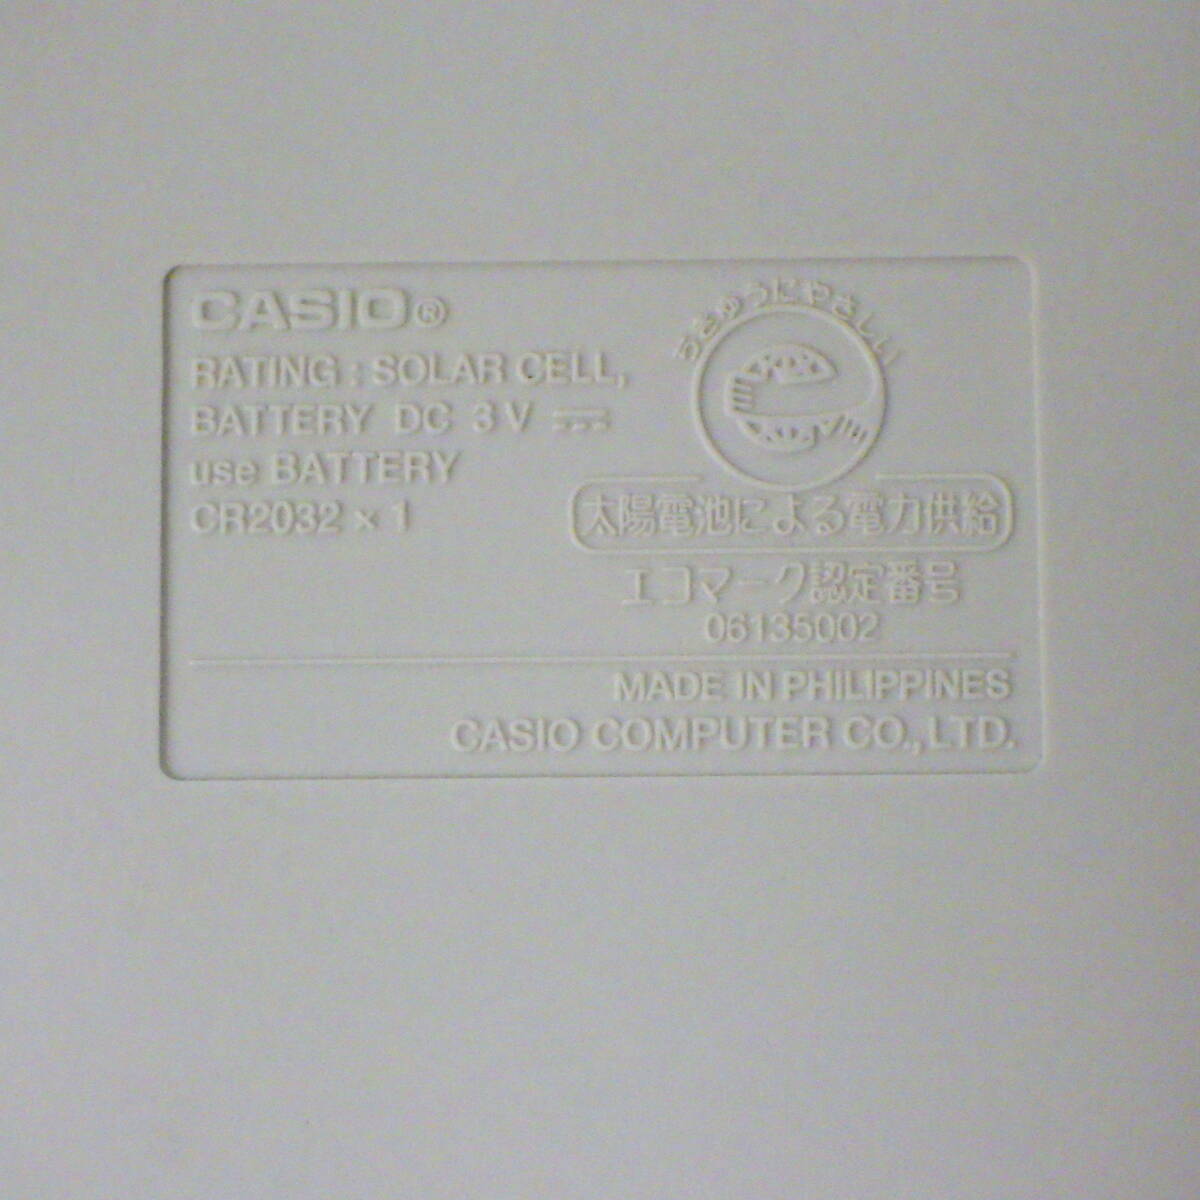 CASIO®
RATING : SOLAR CELL,
BATTERY DC 3 V ⎓
use BATTERY
CR2032 × 1
ちきゅうにやさしい
太陽電池による電力供給
エコマーク認定番号
06135002
MADE IN PHILIPPINES
CASIO COMPUTER CO., LTD.